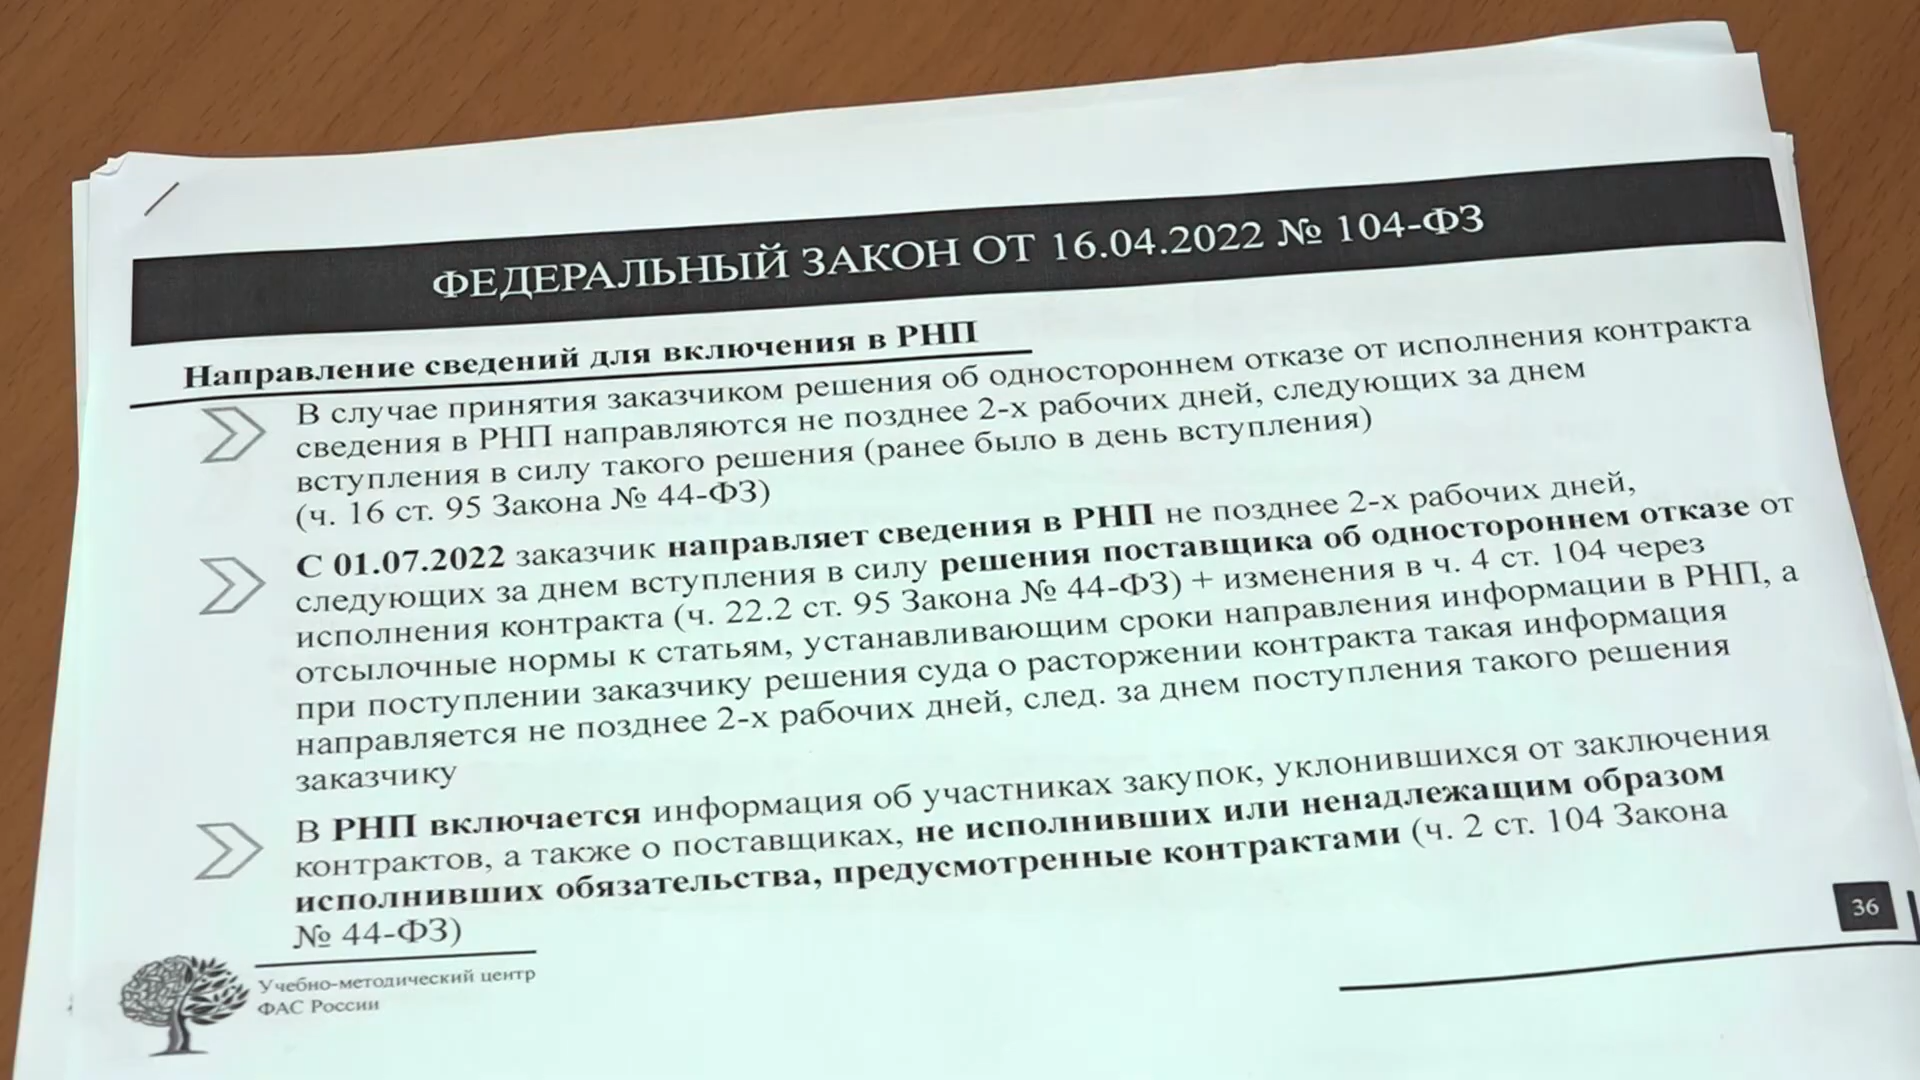 ФЕДЕРАЛЬНЫЙ ЗАКОН ОТ 16.04.2022 № 104-ФЗ
Направление сведений для включения в РНП
В случае принятия заказчиком решения об одностороннем отказе от исполнения контракта
сведения в РНП направляются не позднее 2-х рабочих дней, следующих за днем
вступления в силу такого решения (ранее было в день вступления)
(ч. 16 ст. 95 Закона № 44-ФЗ)
С 01.07.2022 заказчик направляет сведения в РНП не позднее 2-х рабочих дней,
следующих за днем вступления в силу решения поставщика об одностороннем отказе от
исполнения контракта (ч. 22.2 ст. 95 Закона № 44-ФЗ) + изменения в ч. 4 ст. 104 через
отсылочные нормы к статьям, устанавливающим сроки направления информации в РНП, а
при поступлении заказчику решения суда о расторжении контракта такая информация
направляется не позднее 2-х рабочих дней, след. за днем поступления такого решения
заказчику
В РНП включается информация об участниках закупок, уклонившихся от заключения
контрактов, а также о поставщиках, не исполнивших или ненадлежащим образом
исполнивших обязательства, предусмотренные контрактами (ч. 2 ст. 104 Закона
№ 44-ФЗ)
36
Учебно-методический центр
ФАС России